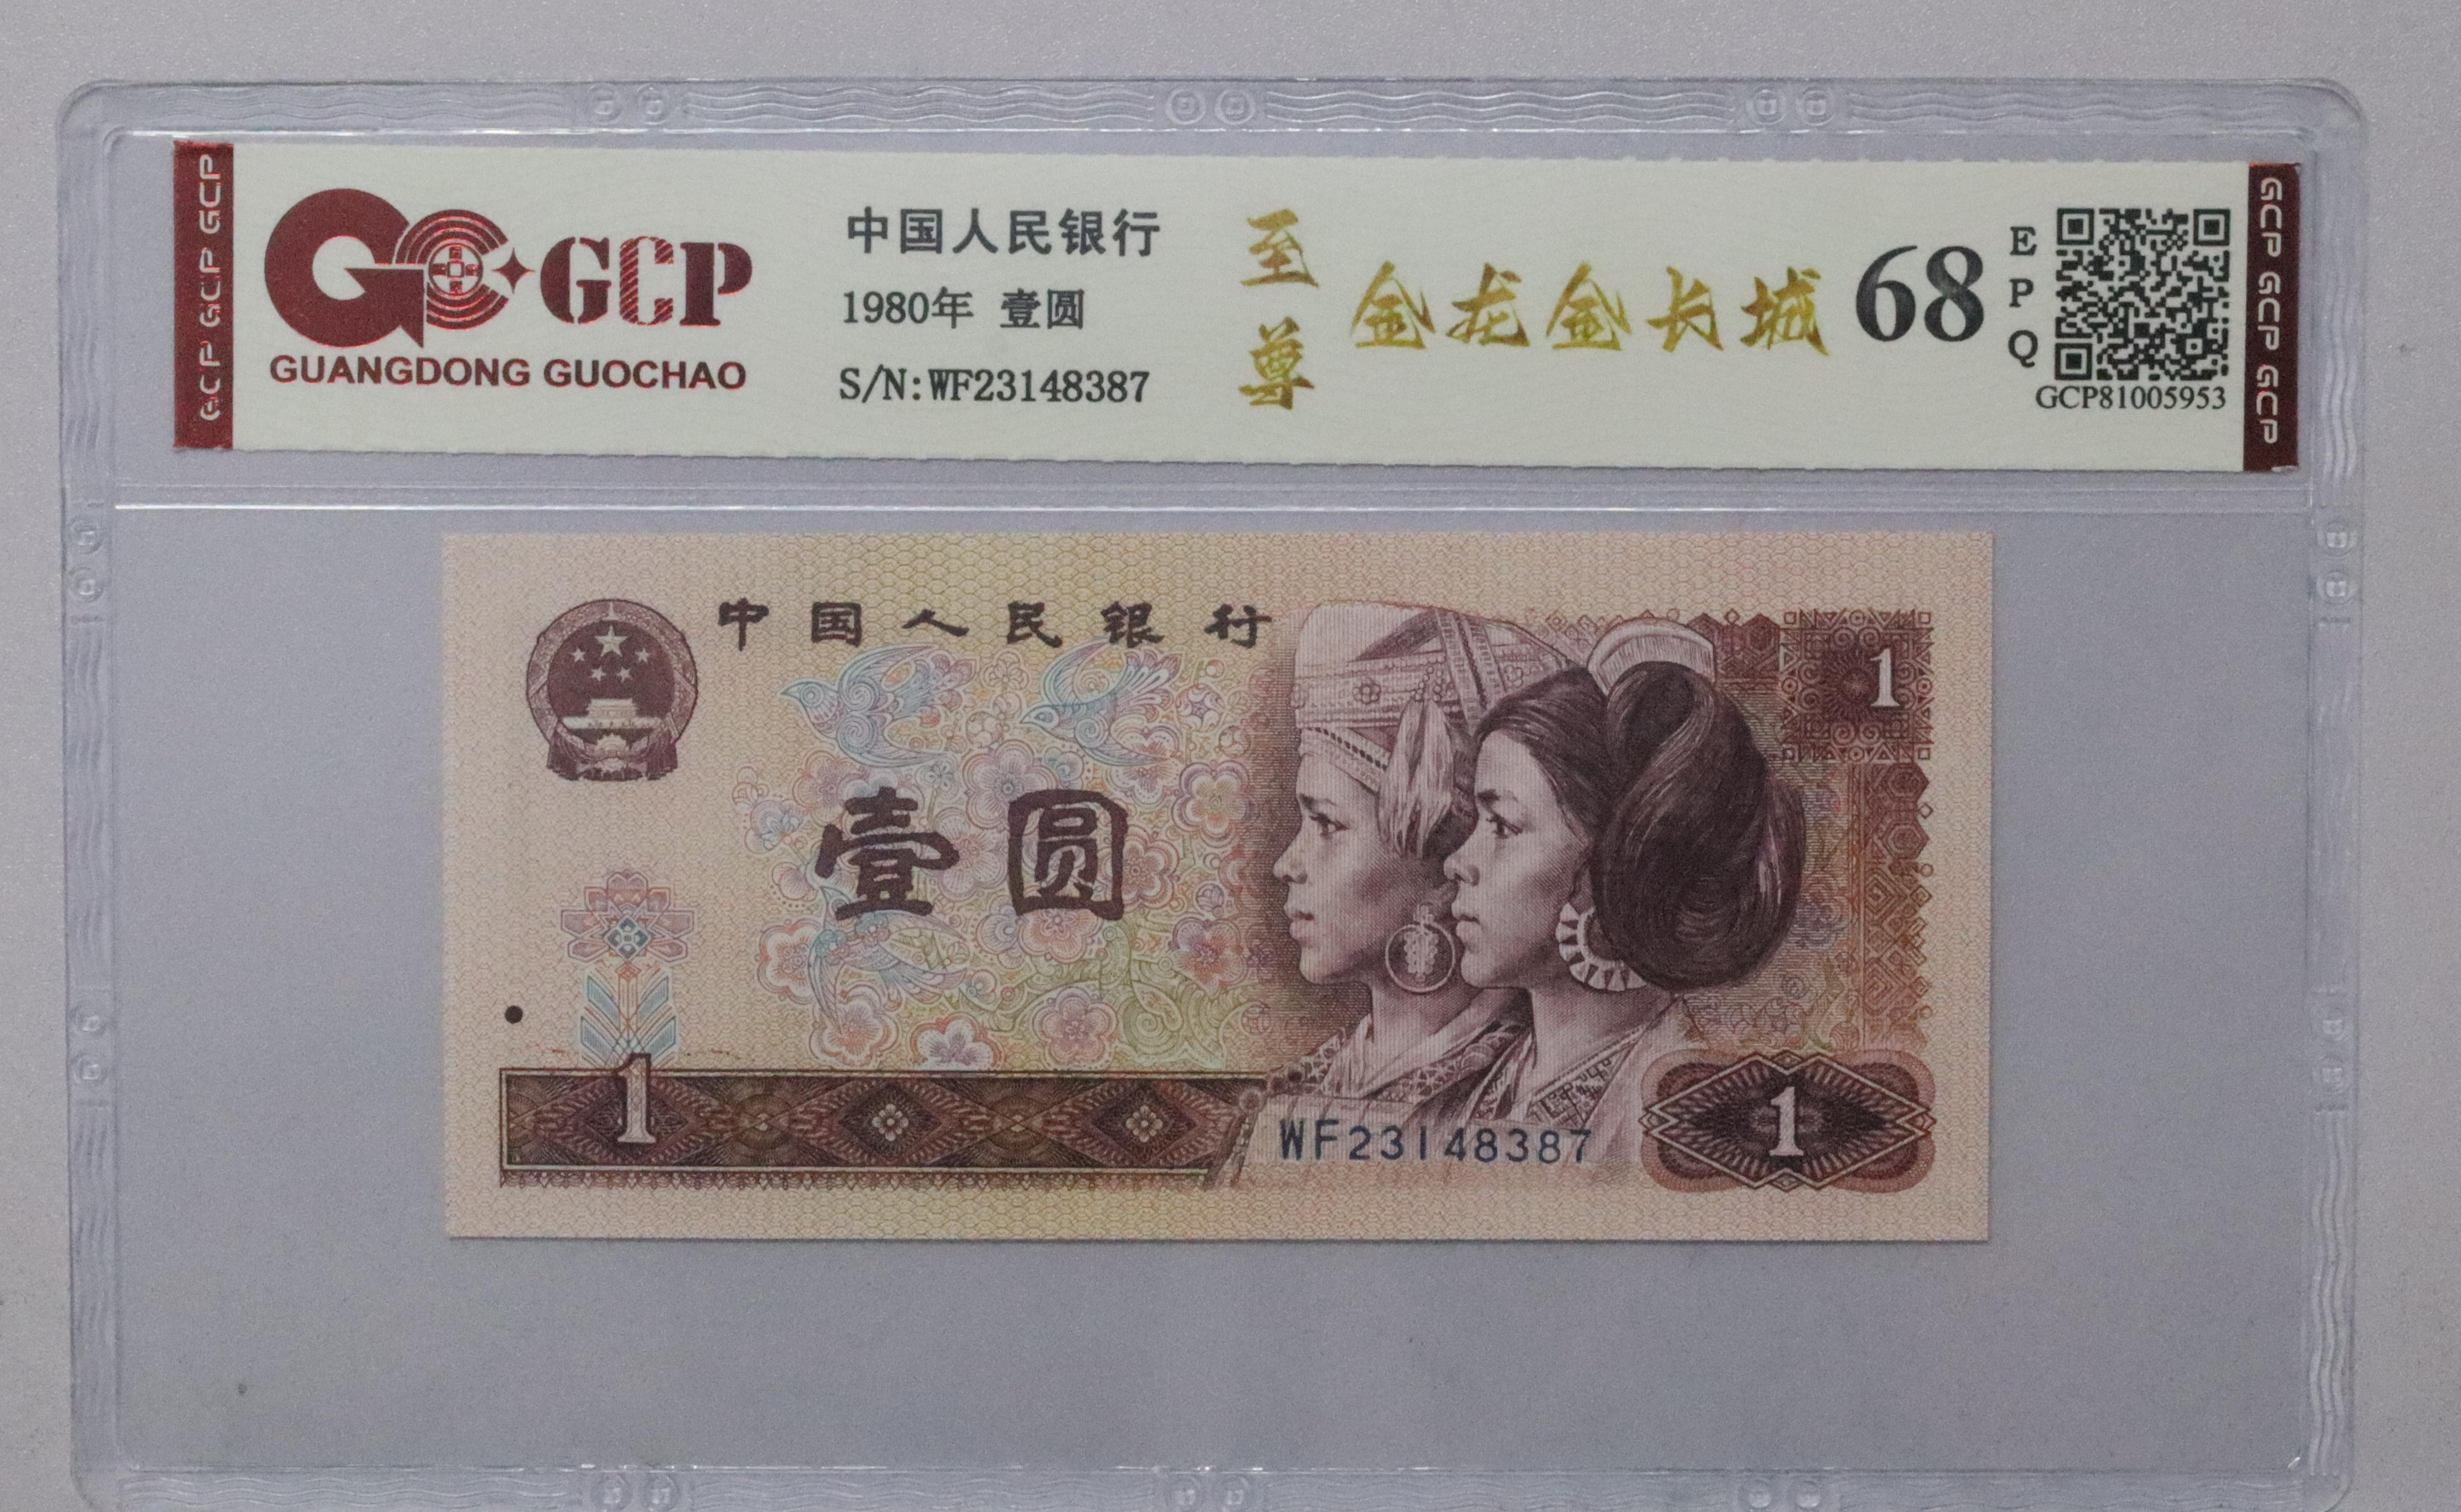 GCP GCP GCP
GCP
GUANGDONG GUOCHAO
中国人民银行
1980年 壹圆
S/N:WF23148387
至尊
金龙金长城
68
EPQ
GCP81005953
GCP GCP GCP
中国人民银行
1
壹圆
1
WF23148387
1